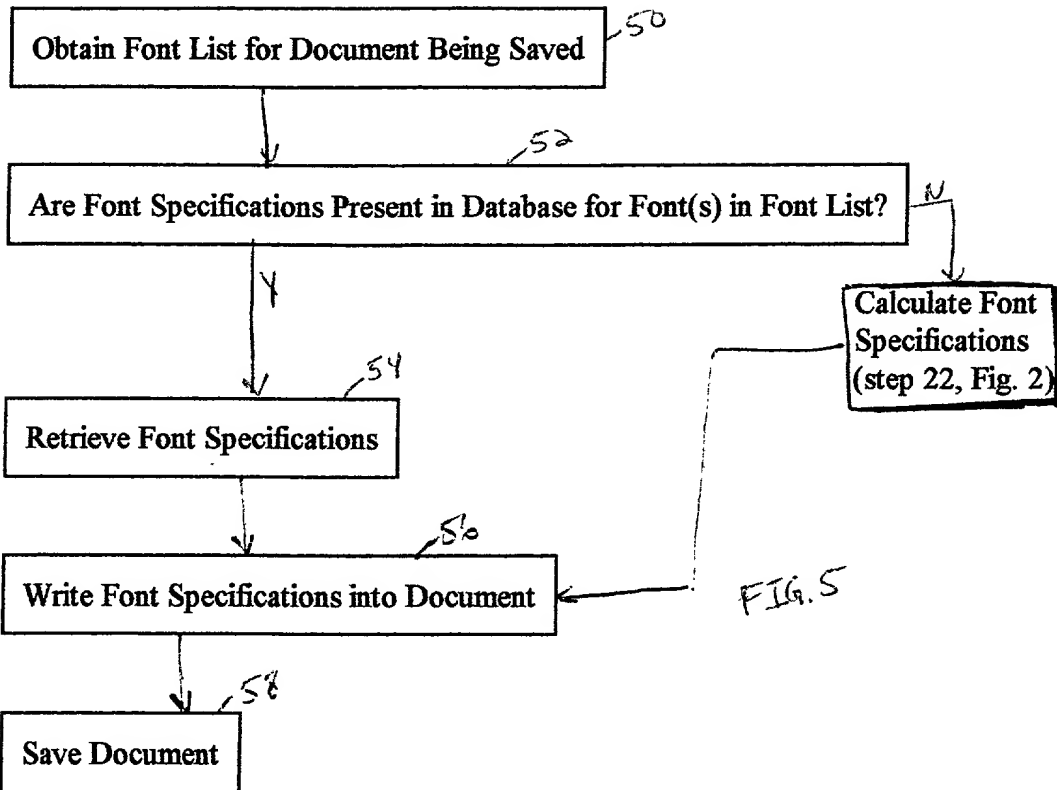 50
Obtain Font List for Document Being Saved
52
Are Font Specifications Present in Database for Font(s) in Font List?
N
Y
Calculate Font
Specifications
(step 22, Fig. 2)
54
Retrieve Font Specifications
56
Write Font Specifications into Document
FIG. 5
58
Save Document